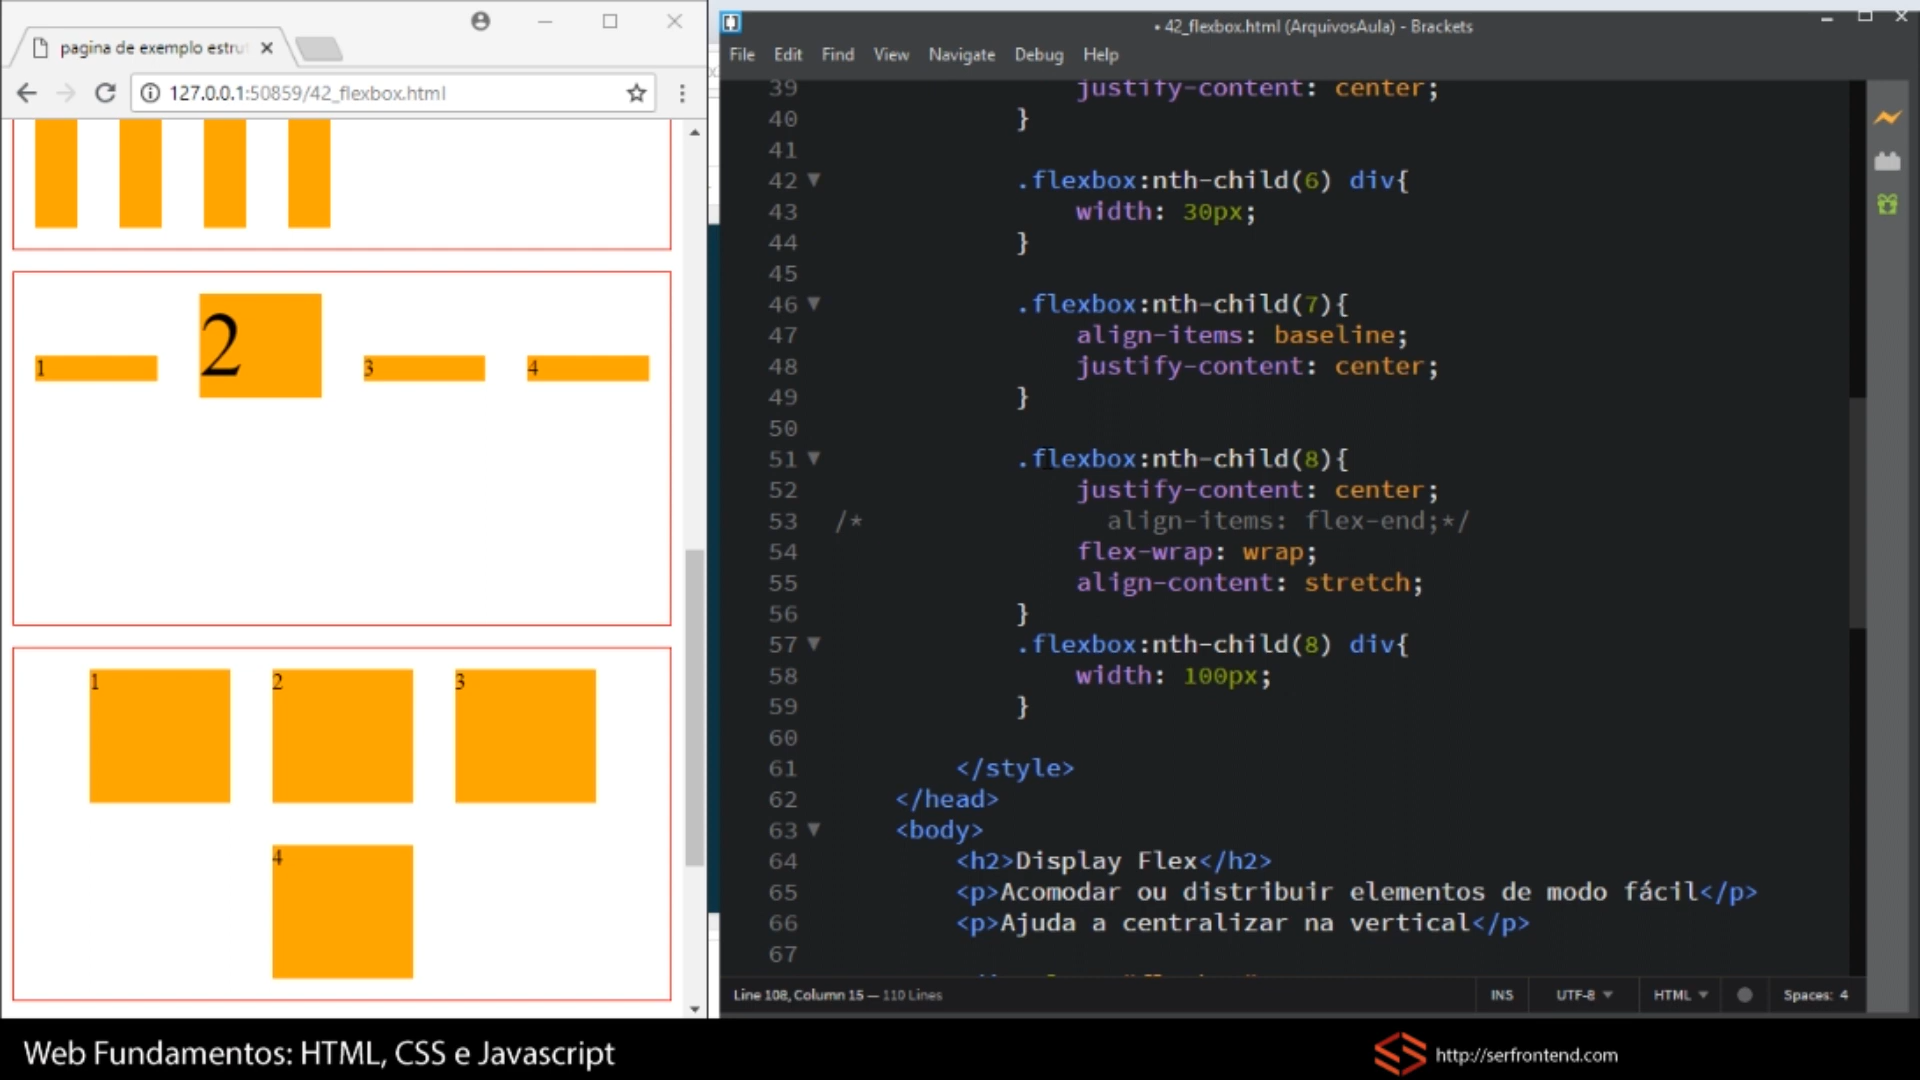 pagina de exemplo estru
127.0.0.1:50859/42_flexbox.html
1
2
3
4
1
2
3
4
• 42_flexbox.html (ArquivosAula) - Brackets
File Edit Find View Navigate Debug Help
39 justify-content: center;
40 }
41
42 .flexbox:nth-child(6) div{
43 width: 30px;
44 }
45
46 .flexbox:nth-child(7){
47 align-items: baseline;
48 justify-content: center;
49 }
50
51 .flexbox:nth-child(8){
52 justify-content: center;
53 /* align-items: flex-end;*/
54 flex-wrap: wrap;
55 align-content: stretch;
56 }
57 .flexbox:nth-child(8) div{
58 width: 100px;
59 }
60
61 </style>
62 </head>
63 <body>
64 <h2>Display Flex</h2>
65 <p>Acomodar ou distribuir elementos de modo fácil</p>
66 <p>Ajuda a centralizar na vertical</p>
67
Line 108, Column 15 — 110 Lines
INS UTF-8 HTML Spaces: 4
Web Fundamentos: HTML, CSS e Javascript
http://serfrontend.com